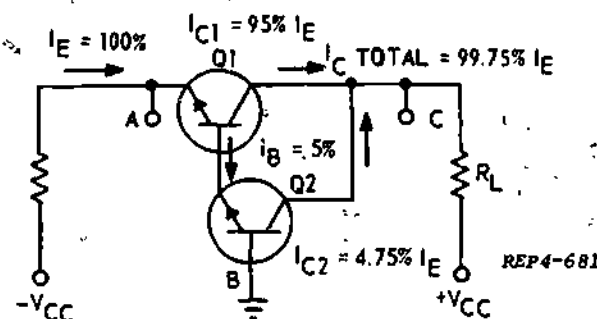 I_E = 100%
I_C1 = 95% I_E
Q1
I_C TOTAL = 99.75% I_E
A
C
i_B = 5%
Q2
R_L
I_C2 = 4.75% I_E
REP4-681
B
-V_CC
+V_CC